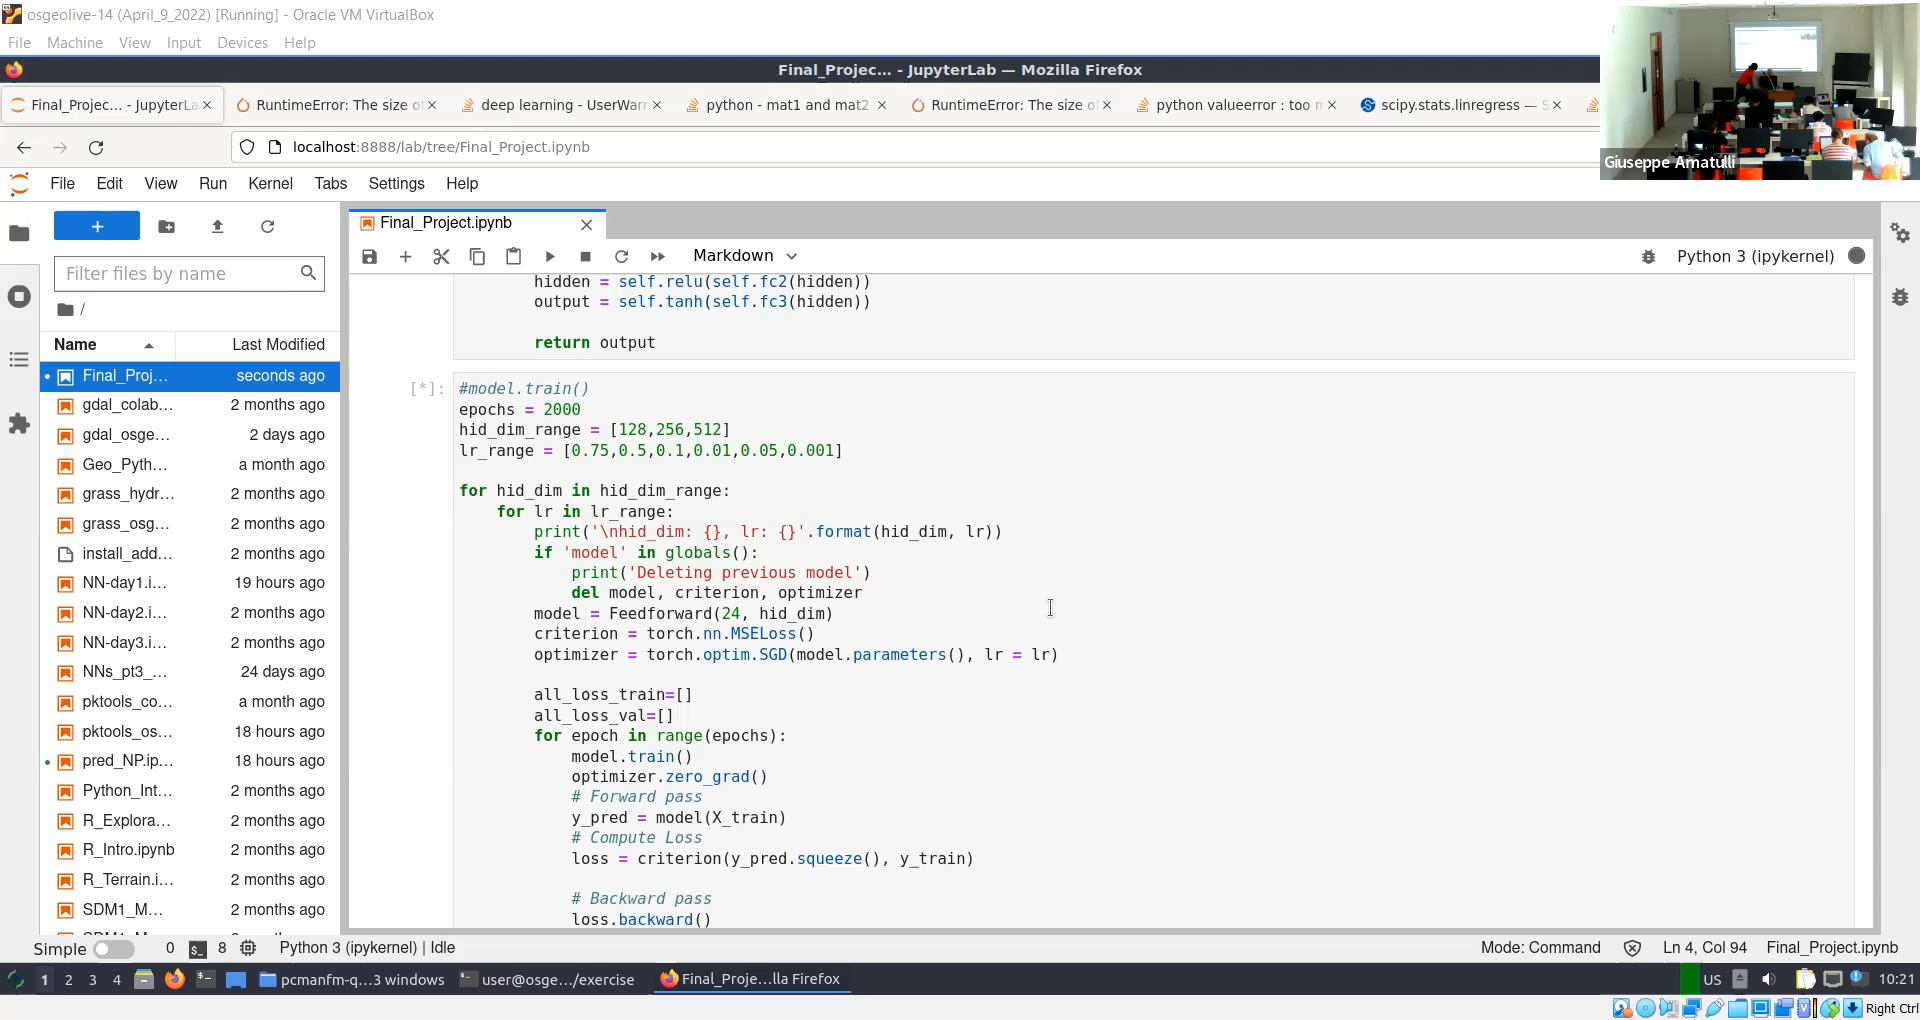 osgeolive-14 (April_9_2022) [Running] - Oracle VM VirtualBox
File Machine View Input Devices Help
Final_Projec... - JupyterLab — Mozilla Firefox
Final_Projec... - JupyterLa
RuntimeError: The size of
deep learning - UserWarn
python - mat1 and mat2
RuntimeError: The size of
python valueerror : too m
scipy.stats.linregress — S
localhost:8888/lab/tree/Final_Project.ipynb
Giuseppe Amatulli
File Edit View Run Kernel Tabs Settings Help
Final_Project.ipynb
Filter files by name
Markdown
Python 3 (ipykernel)
/
Name Last Modified
Final_Proj... seconds ago
gdal_colab... 2 months ago
gdal_osge... 2 days ago
Geo_Pyth... a month ago
grass_hydr... 2 months ago
grass_osg... 2 months ago
install_add... 2 months ago
NN-day1.i... 19 hours ago
NN-day2.i... 2 months ago
NN-day3.i... 2 months ago
NNs_pt3_... 24 days ago
pktools_co... a month ago
pktools_os... 18 hours ago
pred_NP.ip... 18 hours ago
Python_Int... 2 months ago
R_Explora... 2 months ago
R_Intro.ipynb 2 months ago
R_Terrain.i... 2 months ago
SDM1_M... 2 months ago
hidden = self.relu(self.fc2(hidden))
output = self.tanh(self.fc3(hidden))
return output
[*]:
#model.train()
epochs = 2000
hid_dim_range = [128,256,512]
lr_range = [0.75,0.5,0.1,0.01,0.05,0.001]
for hid_dim in hid_dim_range:
for lr in lr_range:
print('\nhid_dim: {}, lr: {}'.format(hid_dim, lr))
if 'model' in globals():
print('Deleting previous model')
del model, criterion, optimizer
model = Feedforward(24, hid_dim)
criterion = torch.nn.MSELoss()
optimizer = torch.optim.SGD(model.parameters(), lr = lr)
all_loss_train=[]
all_loss_val=[]
for epoch in range(epochs):
model.train()
optimizer.zero_grad()
# Forward pass
y_pred = model(X_train)
# Compute Loss
loss = criterion(y_pred.squeeze(), y_train)
# Backward pass
loss.backward()
Simple 0 8 Python 3 (ipykernel) | Idle
Mode: Command Ln 4, Col 94 Final_Project.ipynb
1 2 3 4 pcmanfm-q...3 windows user@osge.../exercise Final_Proje...lla Firefox US 10:21
Right Ctrl